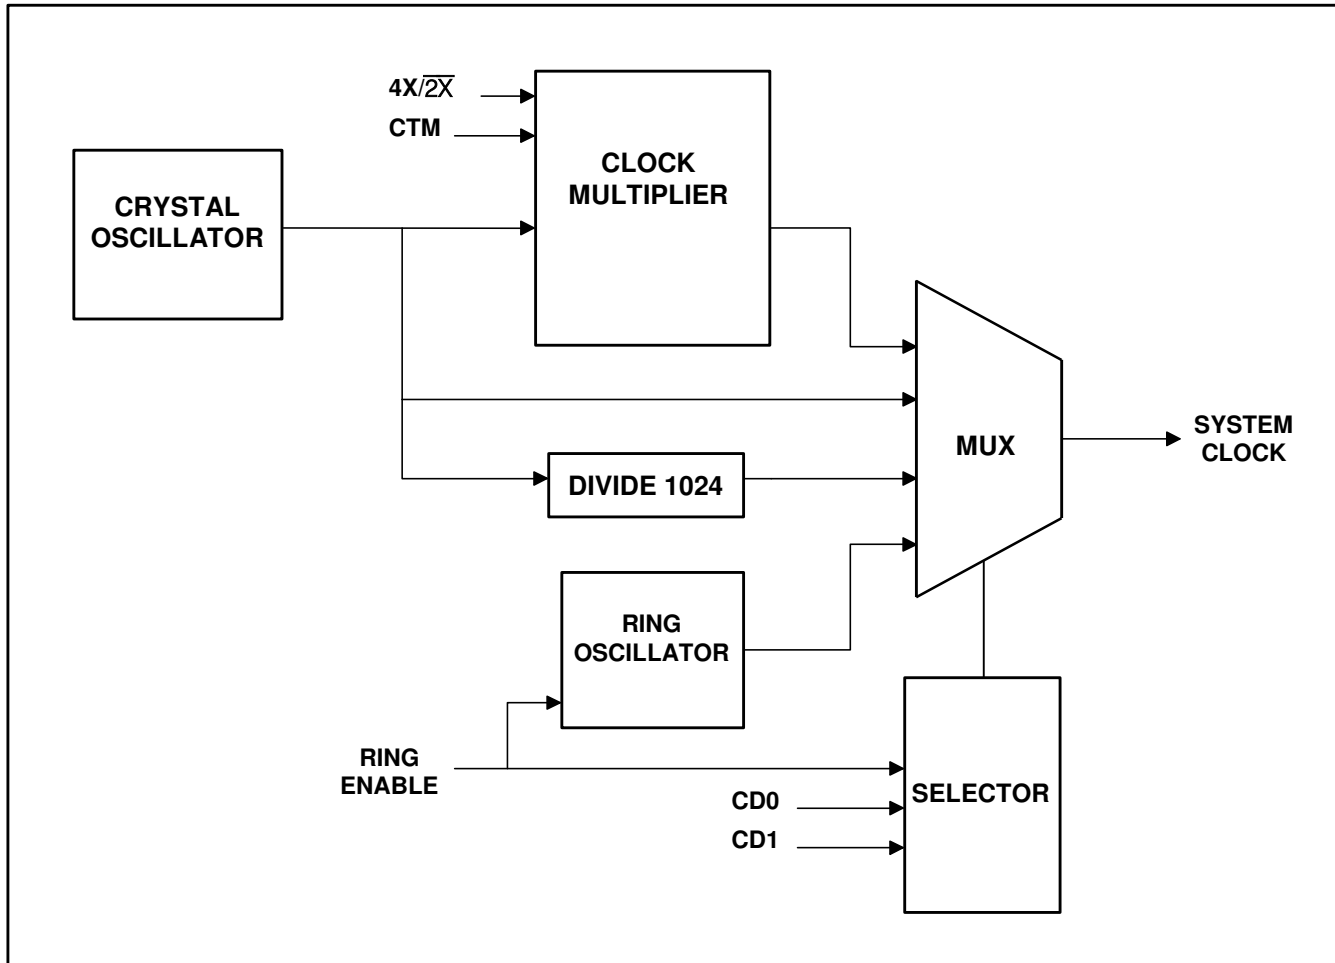 4X/2X
CTM
CLOCK
MULTIPLIER
CRYSTAL
OSCILLATOR
MUX
SYSTEM
CLOCK
DIVIDE 1024
RING
OSCILLATOR
RING
ENABLE
CD0
CD1
SELECTOR